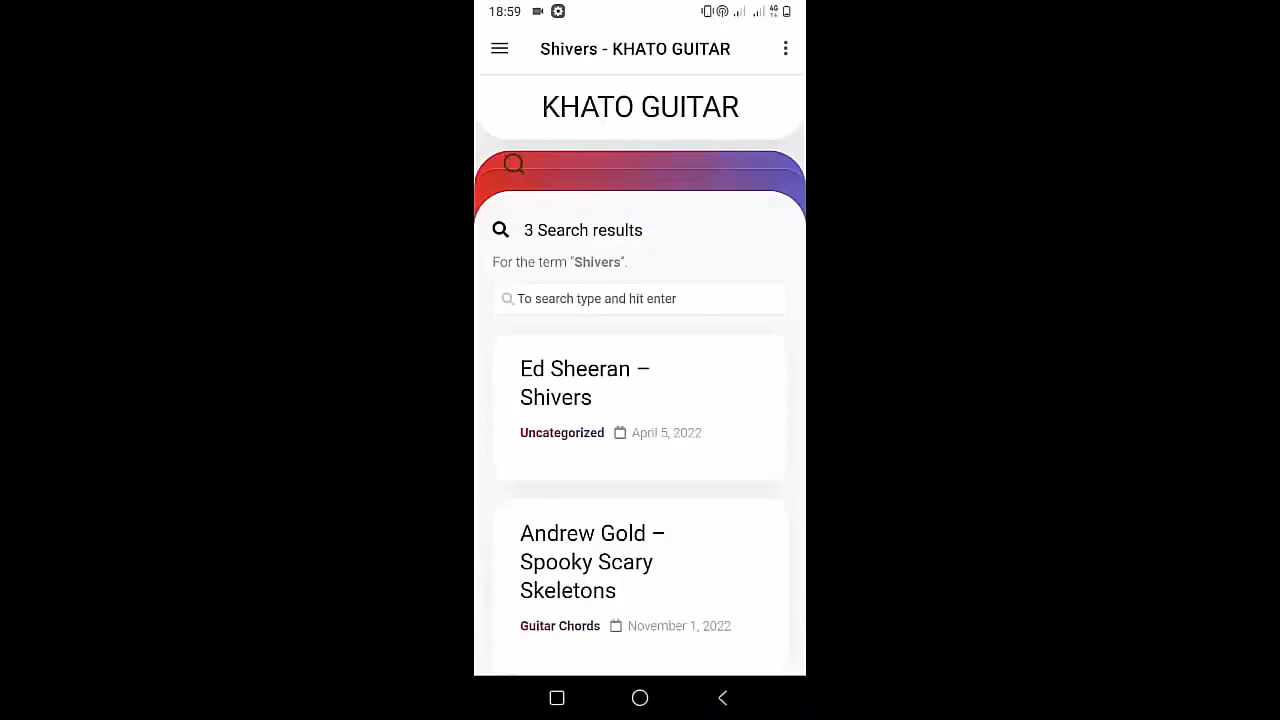 18:59
4G
Shivers - KHATO GUITAR
KHATO GUITAR
3 Search results
For the term "Shivers".
To search type and hit enter
Ed Sheeran –
Shivers
Uncategorized April 5, 2022
Andrew Gold –
Spooky Scary
Skeletons
Guitar Chords November 1, 2022